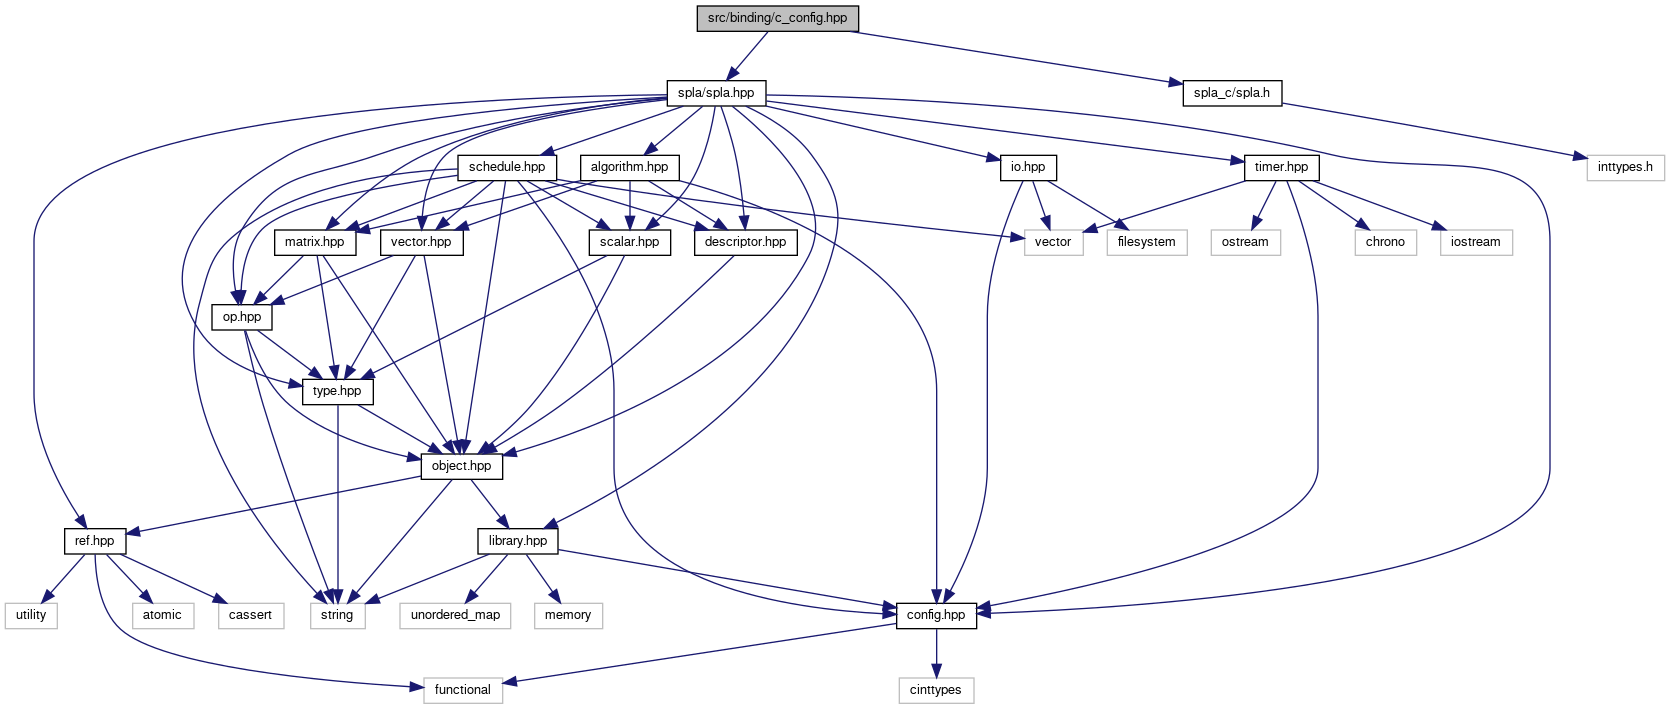 src/binding/c_config.hpp
spla/spla.hpp
spla_c/spla.h
schedule.hpp
algorithm.hpp
io.hpp
timer.hpp
inttypes.h
matrix.hpp
vector.hpp
scalar.hpp
descriptor.hpp
vector
filesystem
ostream
chrono
iostream
op.hpp
type.hpp
object.hpp
ref.hpp
library.hpp
utility
atomic
cassert
string
unordered_map
memory
config.hpp
functional
cinttypes